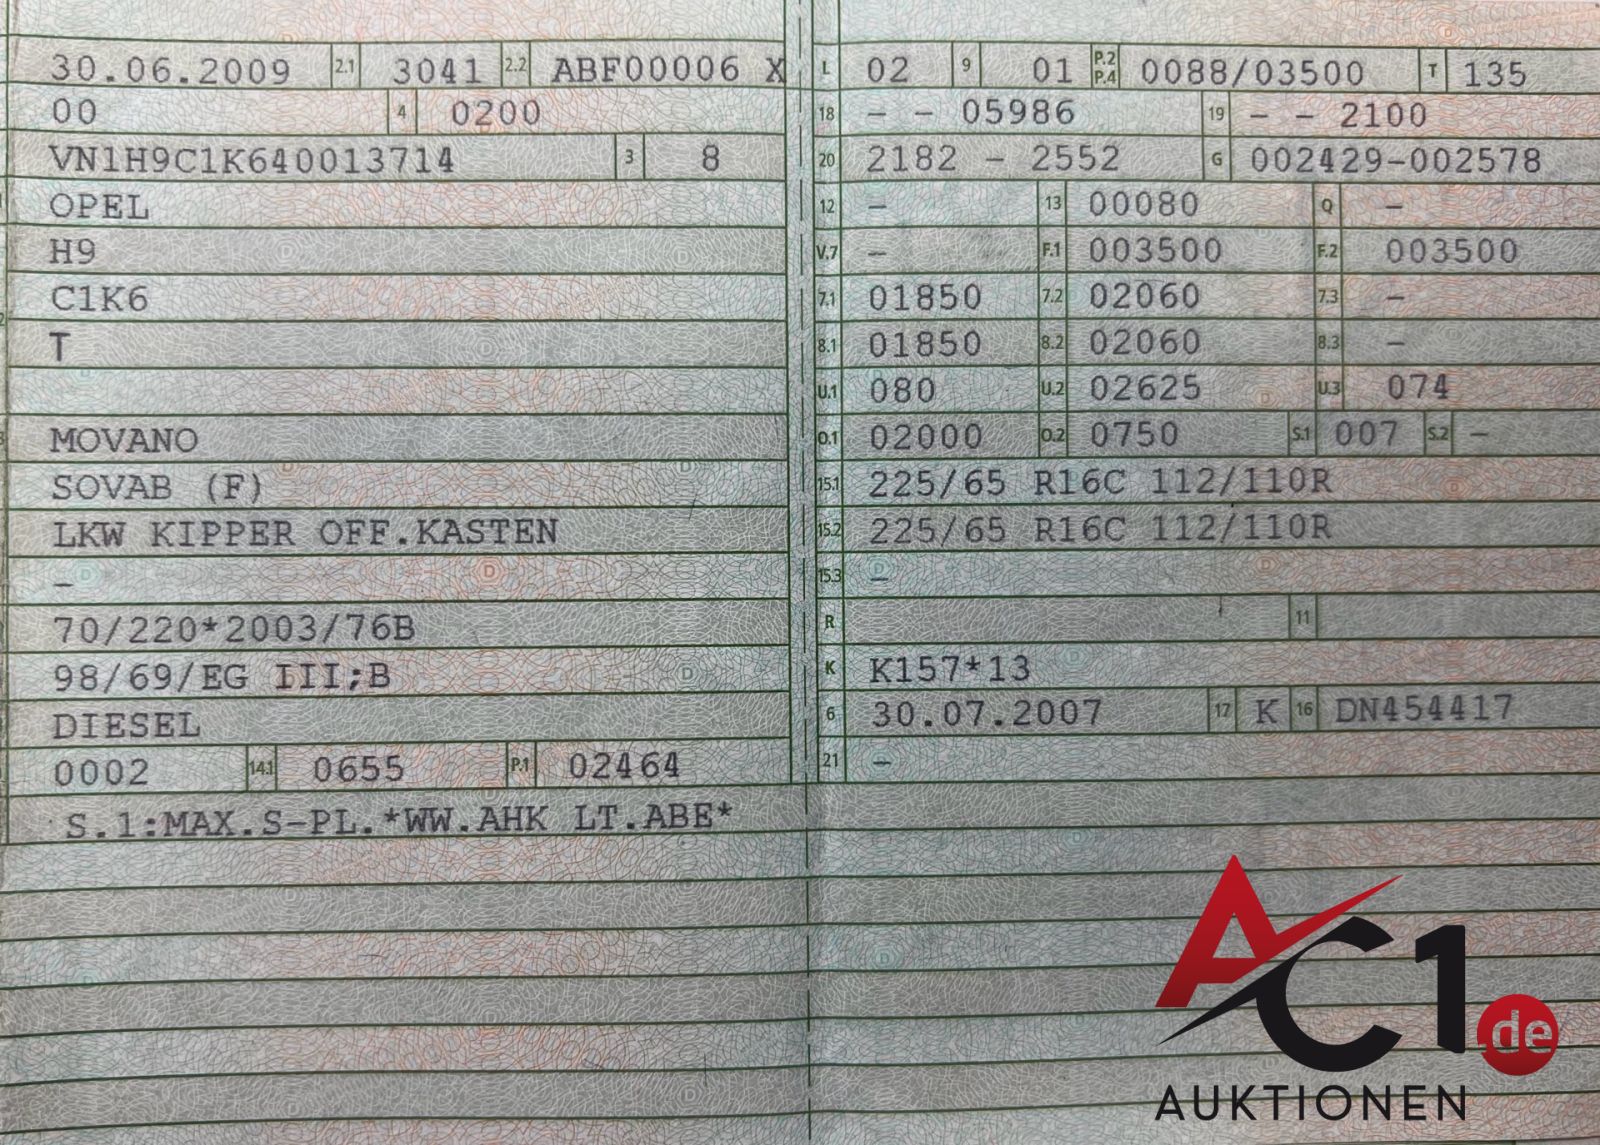 30.06.2009 2.1 3041 2.2 ABF00006 X
00 4 0200
VN1H9C1K640013714 3 8
OPEL
H9
C1K6
T
MOVANO
SOVAB (F)
LKW KIPPER OFF.KASTEN
–
70/220*2003/76B
98/69/EG III;B
DIESEL
0002 14.1 0655 P.1 02464
S.1:MAX.S-PL.*WW.AHK LT.ABE*
L 02 9 01 P.2 P.4 0088/03500 T 135
18 – – 05986 19 – – 2100
20 2182 – 2552 G 002429-002578
12 – 13 00080 Q –
V.7 – F.1 003500 F.2 003500
7.1 01850 7.2 02060 7.3 –
8.1 01850 8.2 02060 8.3 –
U.1 080 U.2 02625 U.3 074
O.1 02000 O.2 0750 S.1 007 S.2 –
15.1 225/65 R16C 112/110R
15.2 225/65 R16C 112/110R
15.3 –
R 11
K K157*13
6 30.07.2007 17 K 16 DN454417
21 –
AC1.de
AUKTIONEN